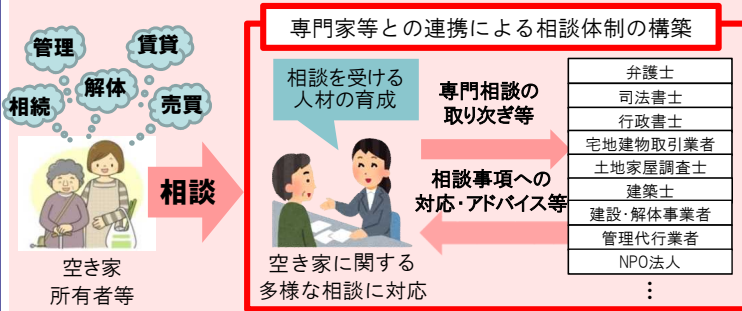 専門家等との連携による相談体制の構築
管理
賃貸
相続
解体
売買
空き家
所有者等
相談
相談を受ける
人材の育成
空き家に関する
多様な相談に対応
専門相談の
取り次ぎ等
相談事項への
対応・アドバイス等
弁護士
司法書士
行政書士
宅地建物取引業者
土地家屋調査士
建築士
建設・解体事業者
管理代行業者
NPO法人
⋮